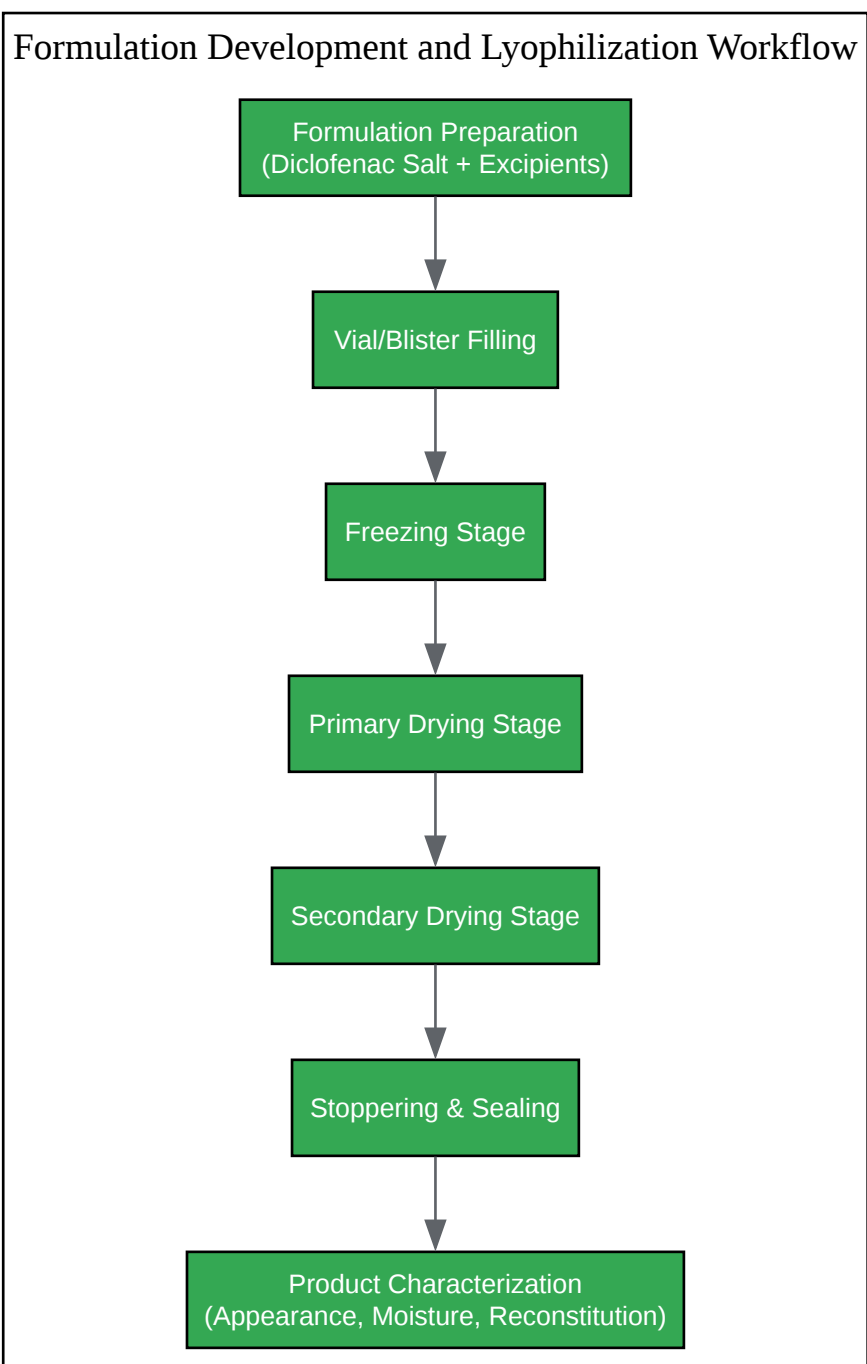 Formulation Development and Lyophilization Workflow
Formulation Preparation
(Diclofenac Salt + Excipients)
Vial/Blister Filling
Freezing Stage
Primary Drying Stage
Secondary Drying Stage
Stoppering & Sealing
Product Characterization
(Appearance, Moisture, Reconstitution)